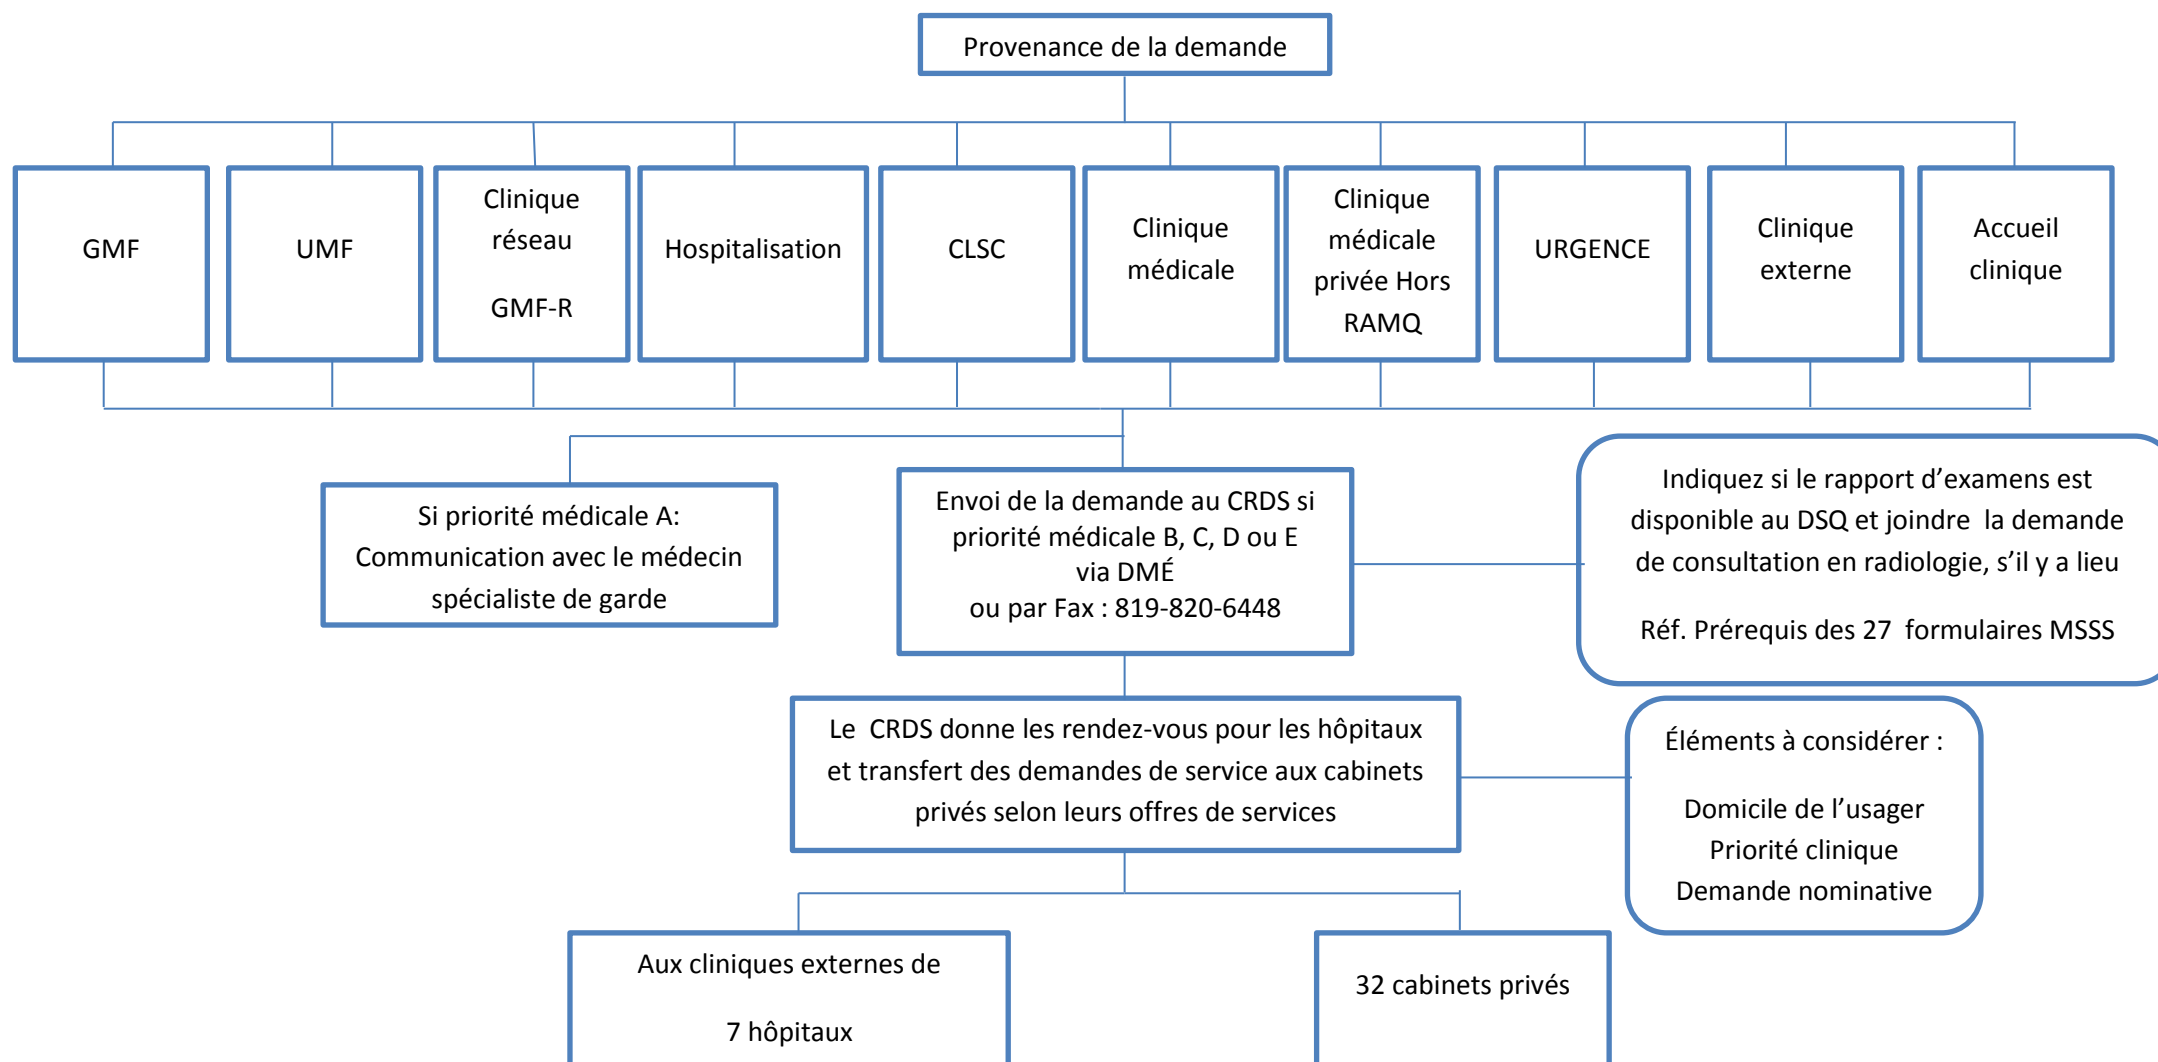 Provenance de la demande
GMF
UMF
Clinique
réseau
GMF-R
Hospitalisation
CLSC
Clinique
médicale
Clinique
médicale
privée Hors
RAMQ
URGENCE
Clinique
externe
Accueil
clinique
Si priorité médicale A:
Communication avec le médecin
spécialiste de garde
Envoi de la demande au CRDS si
priorité médicale B, C, D ou E
via DMÉ
ou par Fax : 819-820-6448
Indiquez si le rapport d’examens est
disponible au DSQ et joindre  la demande
de consultation en radiologie, s’il y a lieu
Réf. Prérequis des 27  formulaires MSSS
Le  CRDS donne les rendez-vous pour les hôpitaux
et transfert des demandes de service aux cabinets
privés selon leurs offres de services
Éléments à considérer :
Domicile de l’usager
Priorité clinique
Demande nominative
Aux cliniques externes de
7 hôpitaux
32 cabinets privés